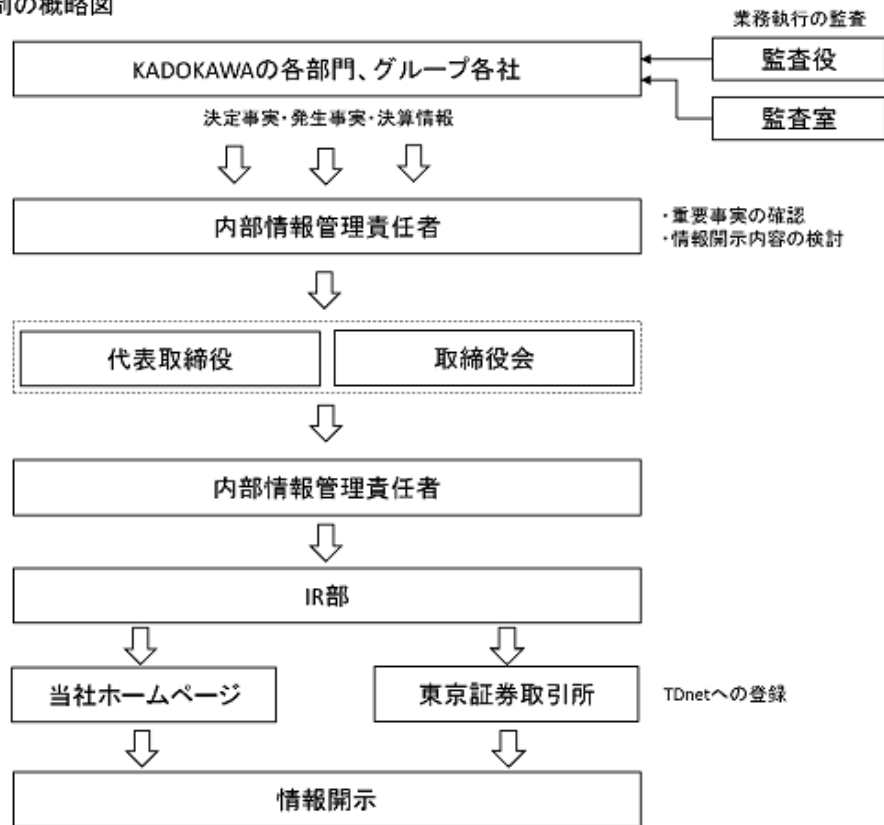 制の概略図
業務執行の監査
KADOKAWAの各部門、グループ各社
監査役
監査室
決定事実・発生事実・決算情報
内部情報管理責任者
・重要事実の確認
・情報開示内容の検討
代表取締役
取締役会
内部情報管理責任者
IR部
当社ホームページ
東京証券取引所
TDnetへの登録
情報開示